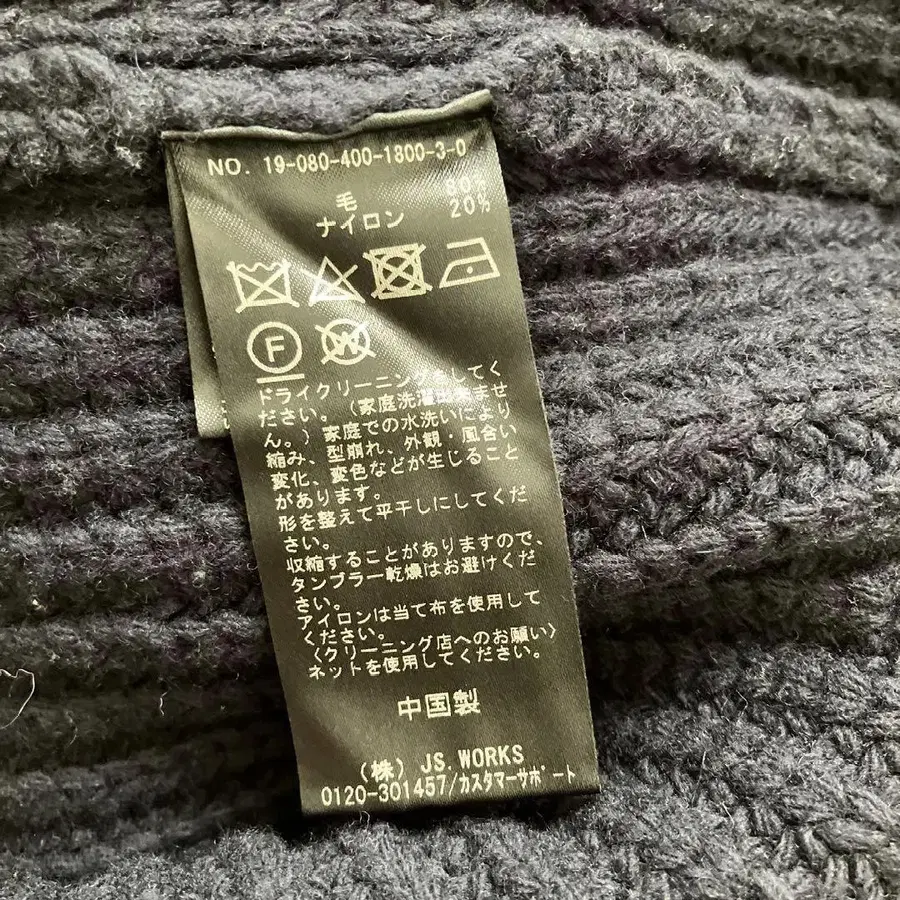 NO. 19-080-400-1800-3-0
毛 80%
ナイロン 20%
F
W
ドライクリーニングをしてく
ださい。(家庭洗濯出来ませ
ん。)家庭での水洗いにより
縮み、型崩れ、外観・風合い
変化、変色などが生じること
があります。
形を整えて平干しにしてくだ
さい。
収縮することがありますので、
タンブラー乾燥はお避けくだ
さい。
アイロンは当て布を使用して
ください。
〈クリーニング店へのお願い〉
ネットを使用してください。
中国製
(株) JS. WORKS
0120-301457/カスタマーサポート